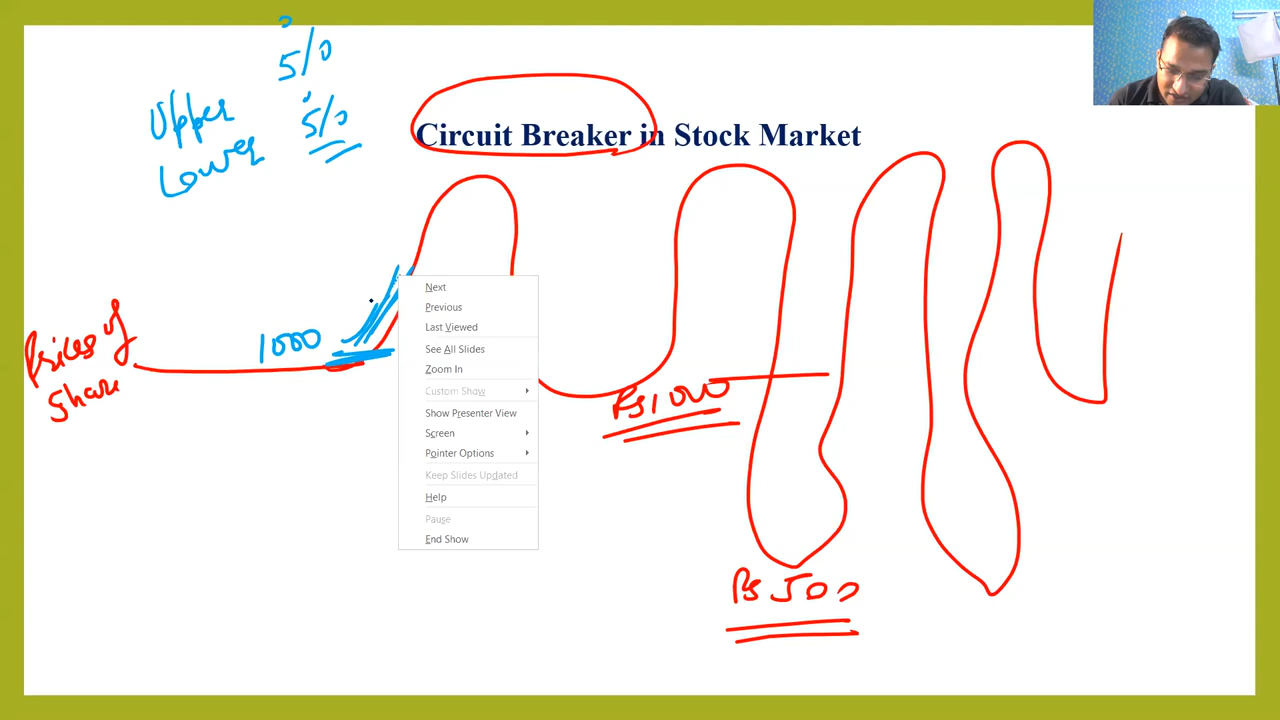 5%
Upper
Lower 5%
Circuit Breaker in Stock Market
Prices of
Share
1000
Next
Previous
Last Viewed
See All Slides
Zoom In
Custom Show
Show Presenter View
Screen
Pointer Options
Keep Slides Updated
Help
Pause
End Show
Rs 1000
Rs 500